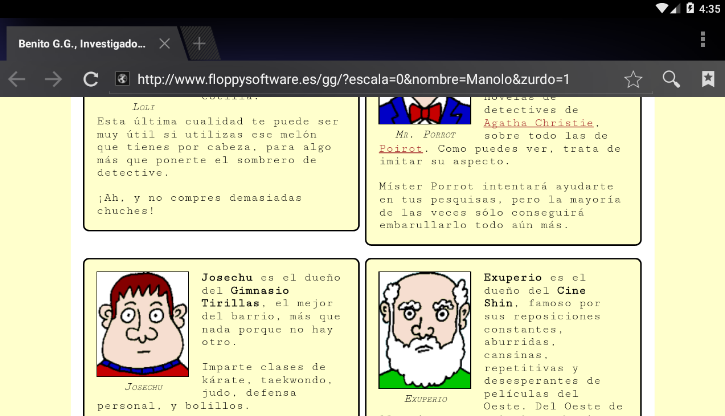 4:35
Benito G.G., Investigado...
http://www.floppysoftware.es/gg/?escala=0&nombre=Manolo&zurdo=1
Loli
Esta última cualidad te puede ser
muy útil si utilizas ese melón
que tienes por cabeza, para algo
más que ponerte el sombrero de
detective.
¡Ah, y no compres demasiadas
chuches!
novelas de
detectives de
Agatha Christie,
Mr. Porrot
sobre todo las de
Poirot. Como puedes ver, trata de
imitar su aspecto.
Míster Porrot intentará ayudarte
en tus pesquisas, pero la mayoría
de las veces sólo conseguirá
embarullarlo todo aún más.
Josechu es el dueño
del Gimnasio
Tirillas, el mejor
del barrio, más que
nada porque no hay
otro.
Imparte clases de
kárate, taekwondo,
judo, defensa
Josechu
personal, y bolillos.
Exuperio es el
dueño del Cine
Shin, famoso por
sus reposiciones
constantes,
aburridas,
cansinas,
repetitivas y
desesperantes de
películas del
Exuperio
Oeste. Del Oeste de